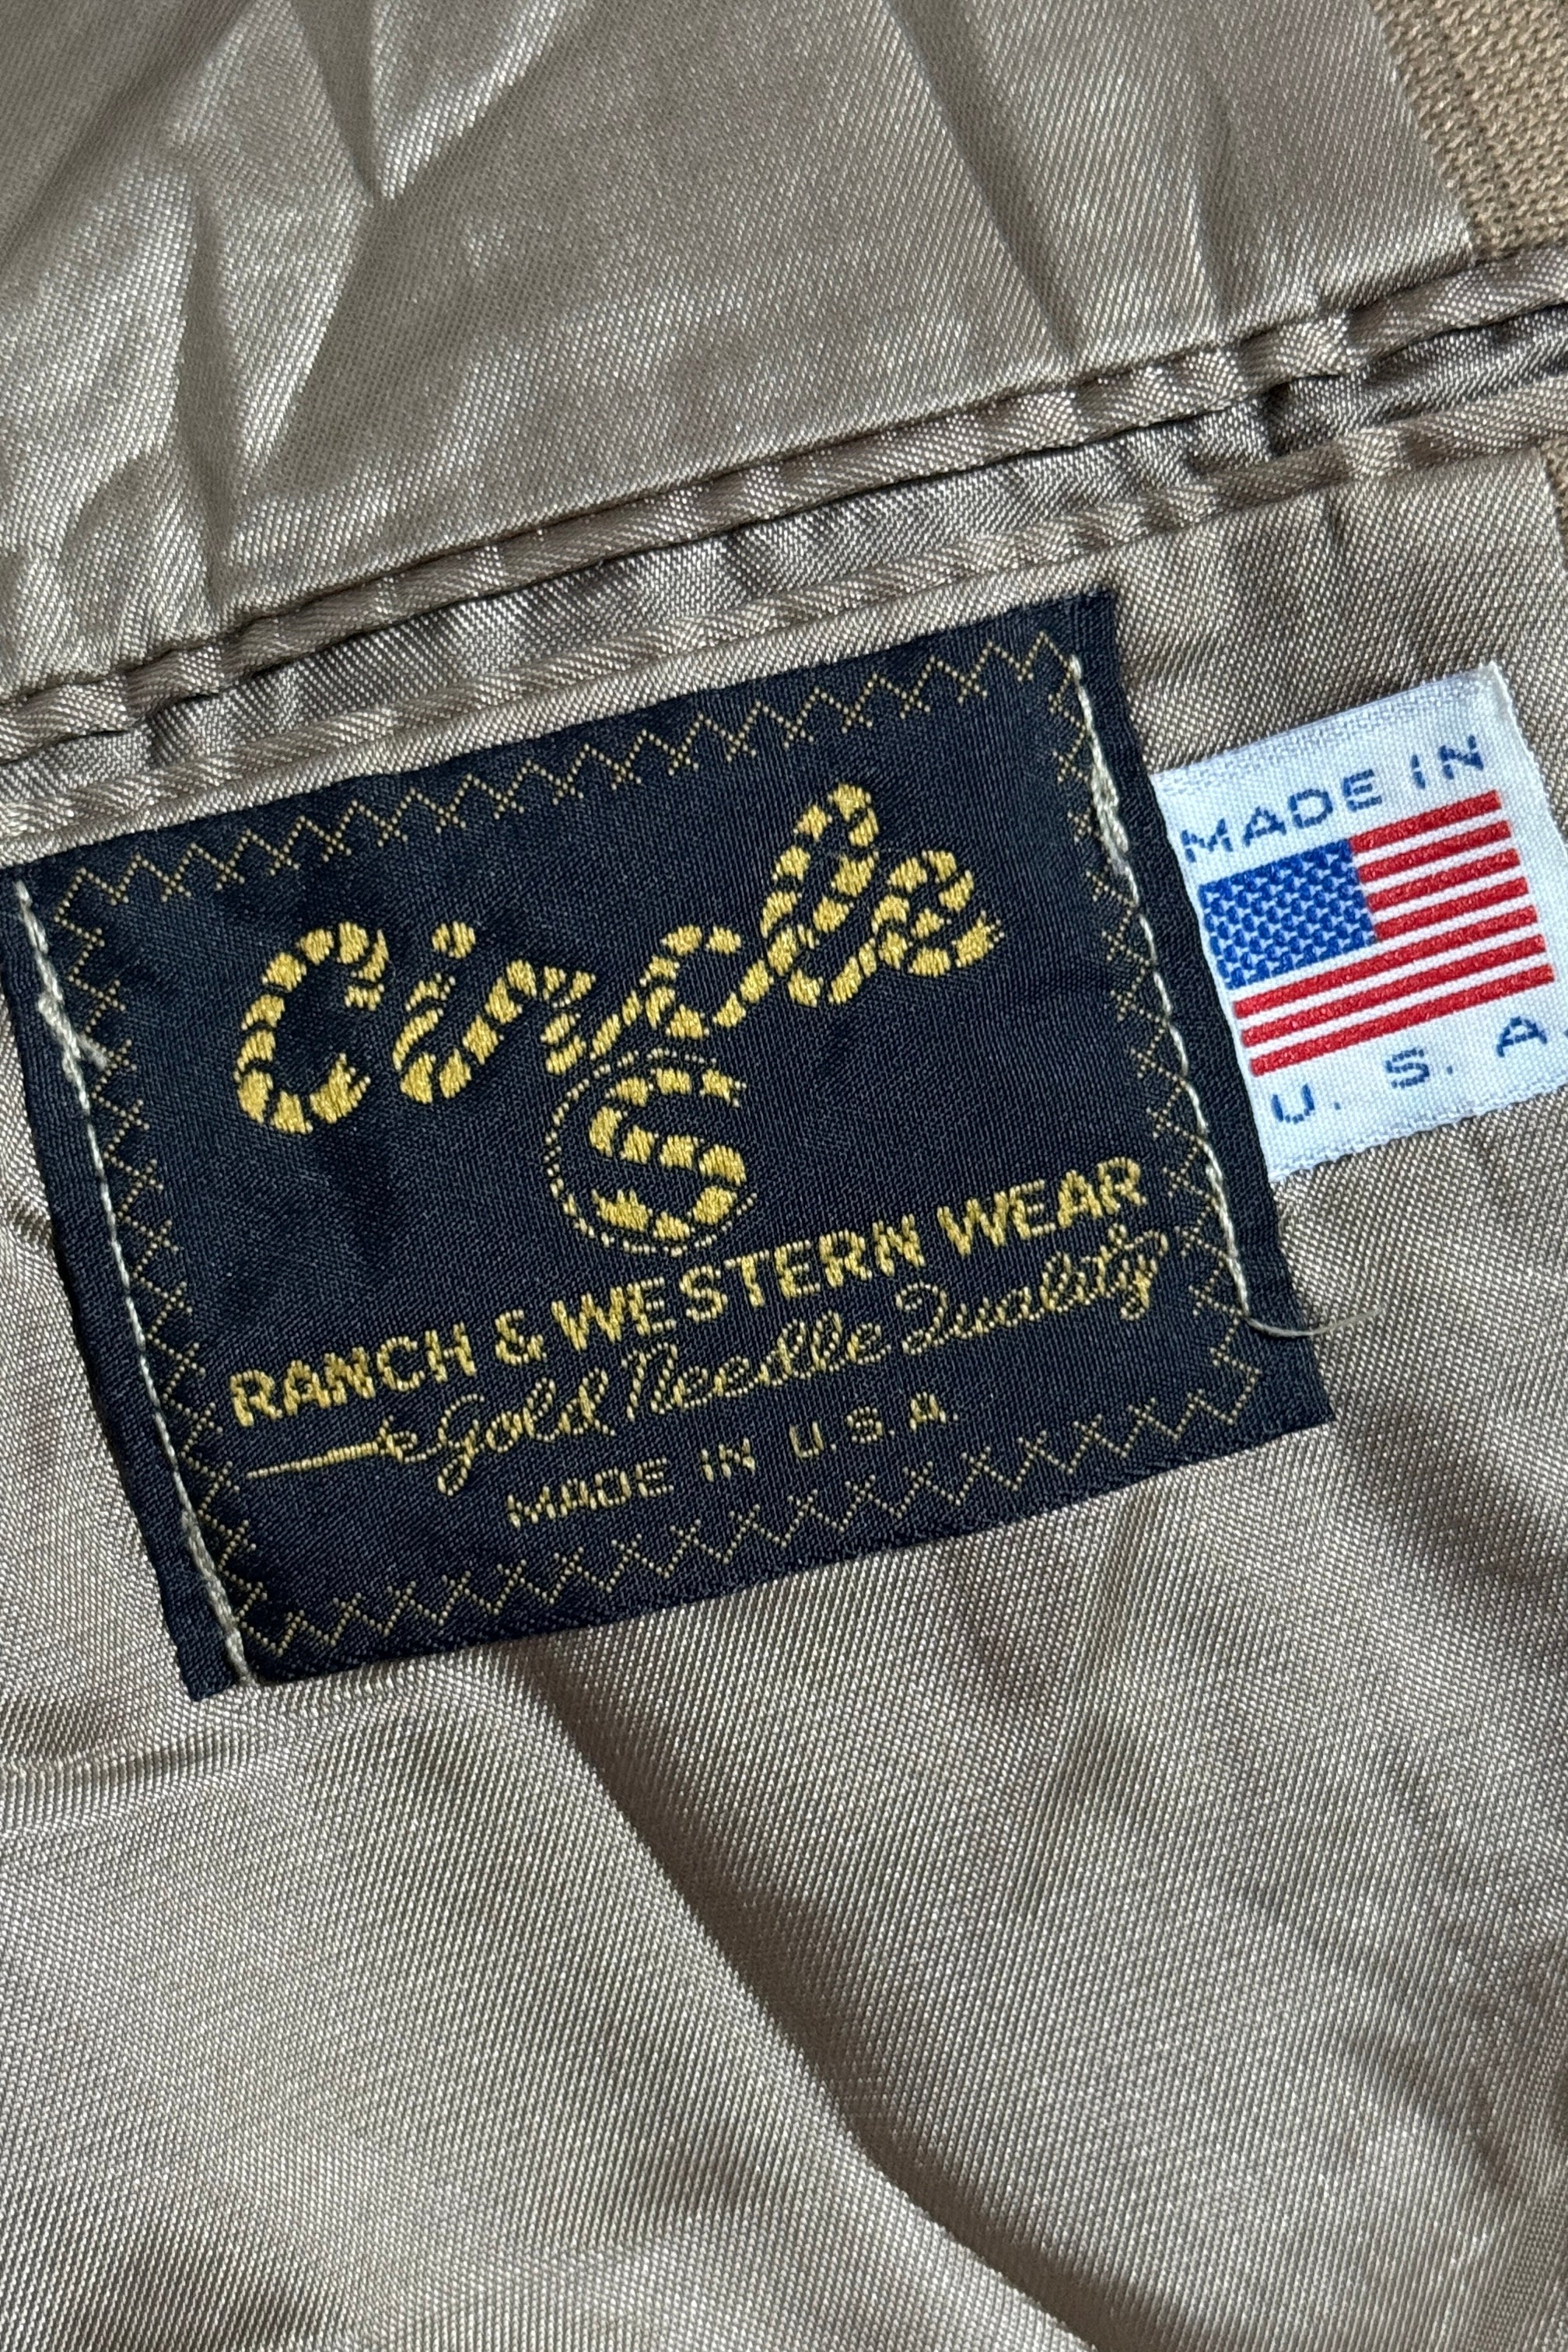 Circle
S
RANCH & WESTERN WEAR
Gold Needle Quality
MADE IN U.S.A.
MADE IN
U. S. A.